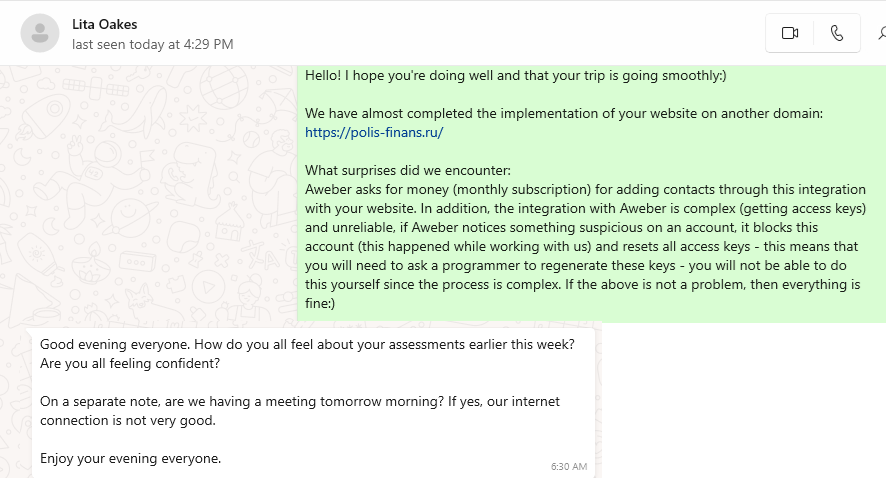 Lita Oakes
last seen today at 4:29 PM
Hello! I hope you're doing well and that your trip is going smoothly:)
We have almost completed the implementation of your website on another domain:
https://polis-finans.ru/
What surprises did we encounter:
Aweber asks for money (monthly subscription) for adding contacts through this integration
with your website. In addition, the integration with Aweber is complex (getting access keys)
and unreliable, if Aweber notices something suspicious on an account, it blocks this
account (this happened while working with us) and resets all access keys - this means that
you will need to ask a programmer to regenerate these keys - you will not be able to do
this yourself since the process is complex. If the above is not a problem, then everything is
fine:)
Good evening everyone. How do you all feel about your assessments earlier this week?
Are you all feeling confident?
On a separate note, are we having a meeting tomorrow morning? If yes, our internet
connection is not very good.
Enjoy your evening everyone.
6:30 AM